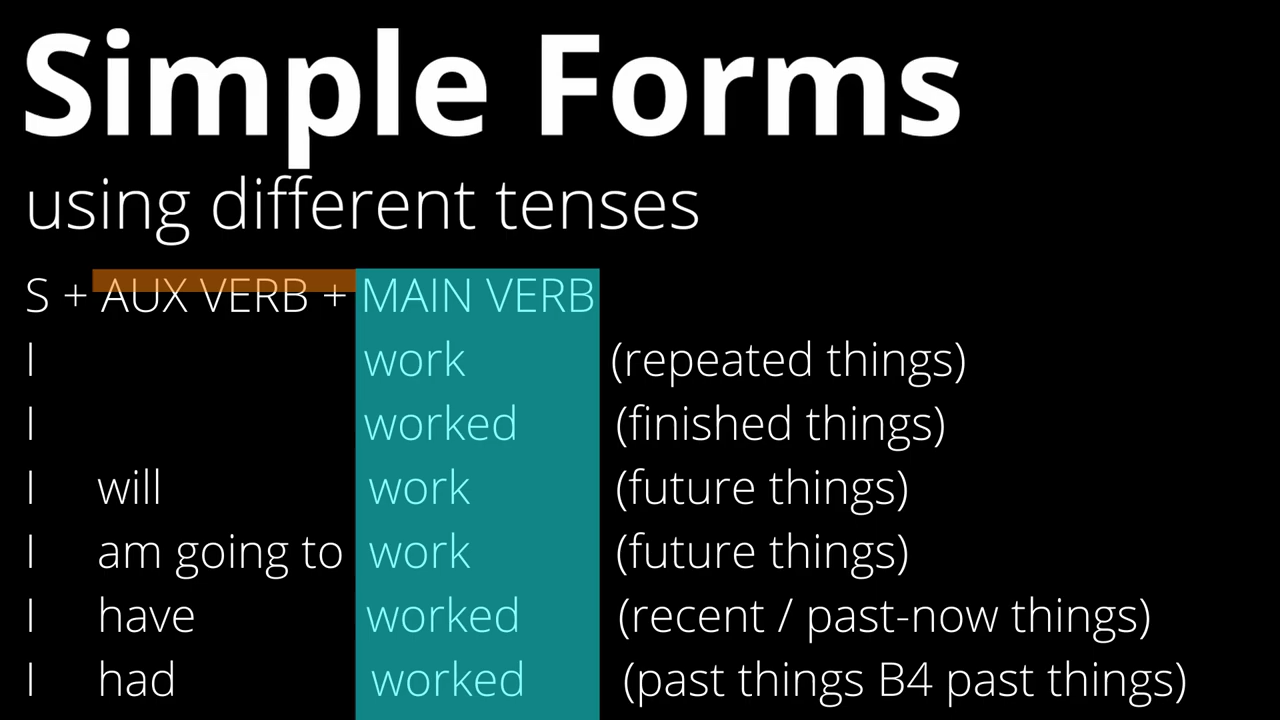 Simple Forms
using different tenses
S + AUX VERB + MAIN VERB
I work (repeated things)
I worked (finished things)
I will work (future things)
I am going to work (future things)
I have worked (recent / past-now things)
I had worked (past things B4 past things)